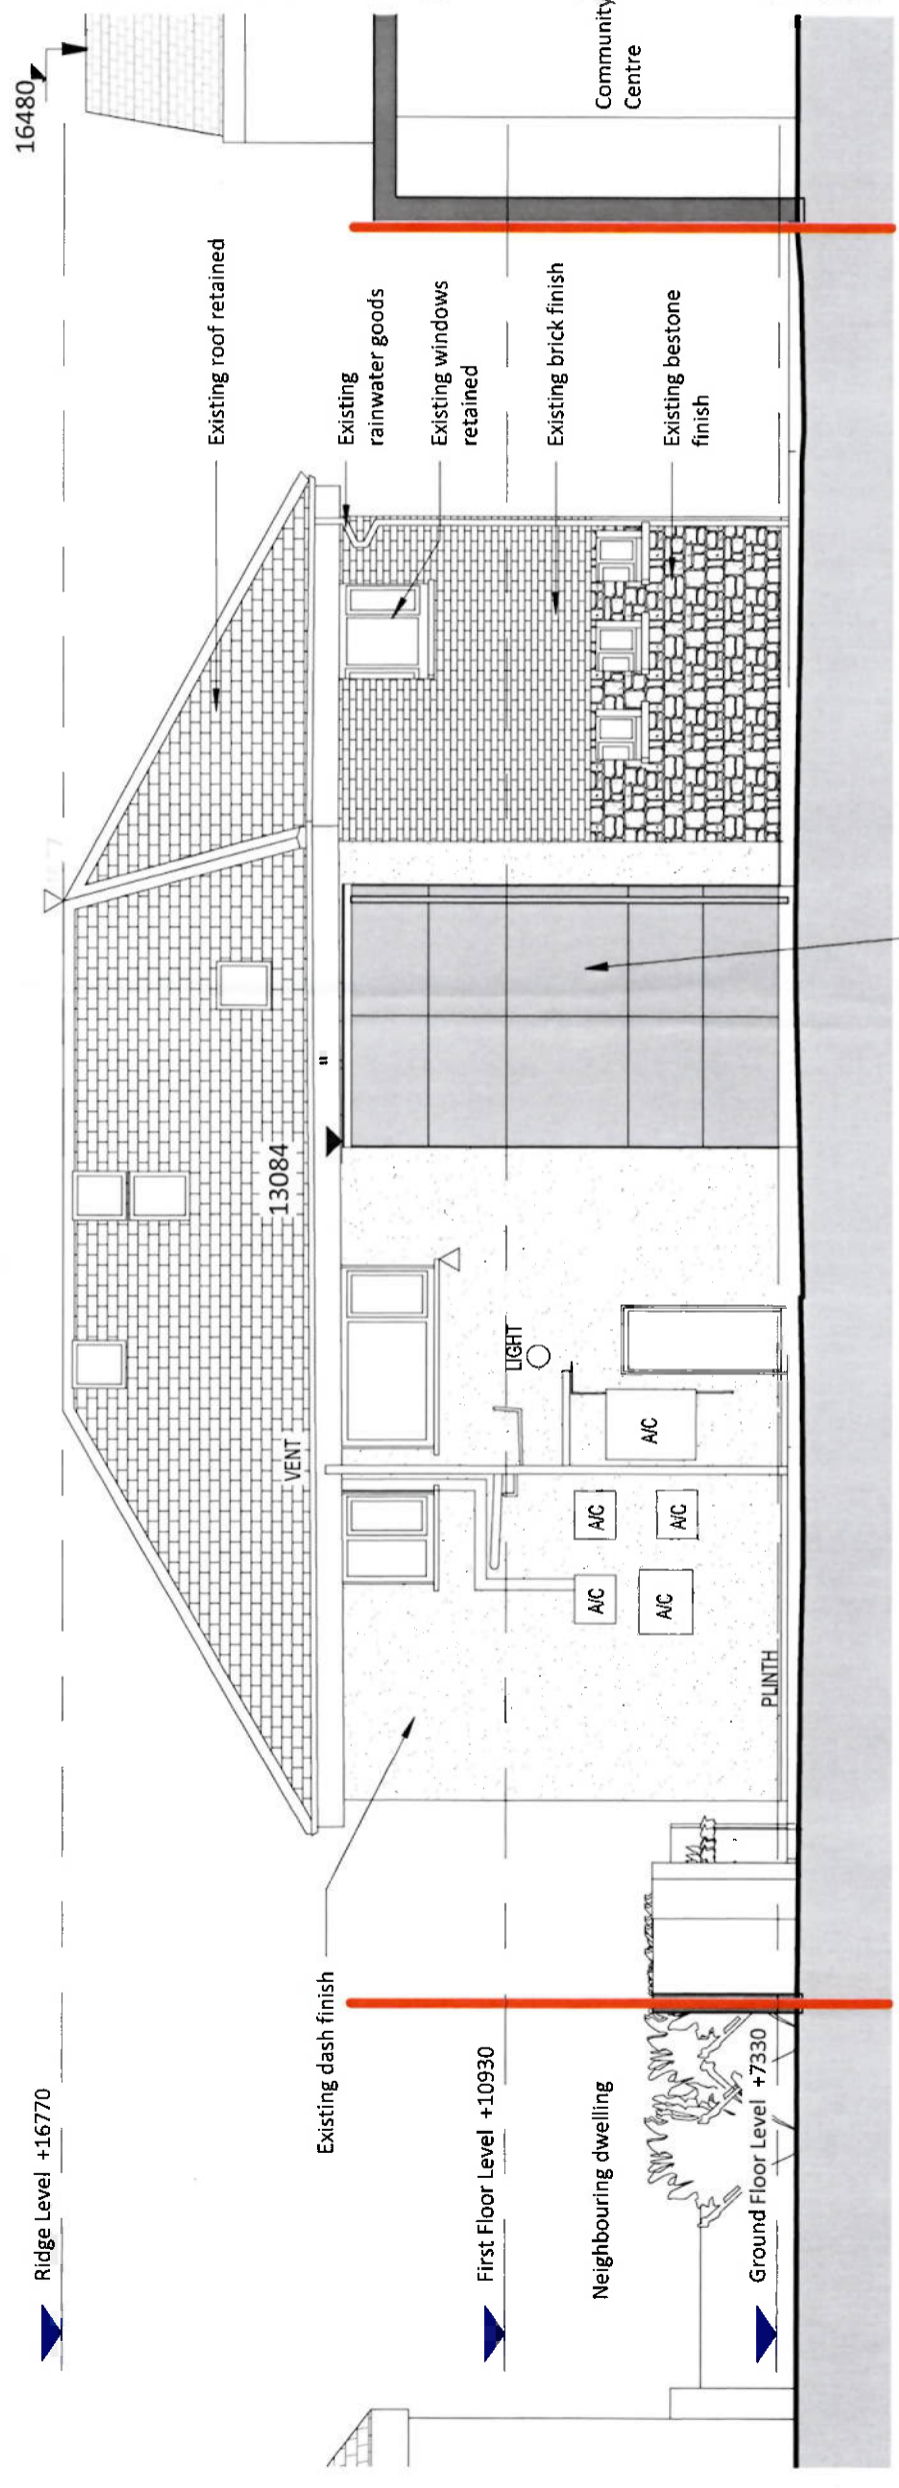 16480
Ridge Level +16770
Existing roof retained
Existing
rainwater goods
Existing windows
retained
Existing brick finish
Existing bestone
finish
Community
Centre
13084
VENT
LIGHT
A/C
A/C
A/C
A/C
A/C
PLINTH
Existing dash finish
First Floor Level +10930
Neighbouring dwelling
Ground Floor Level +7330